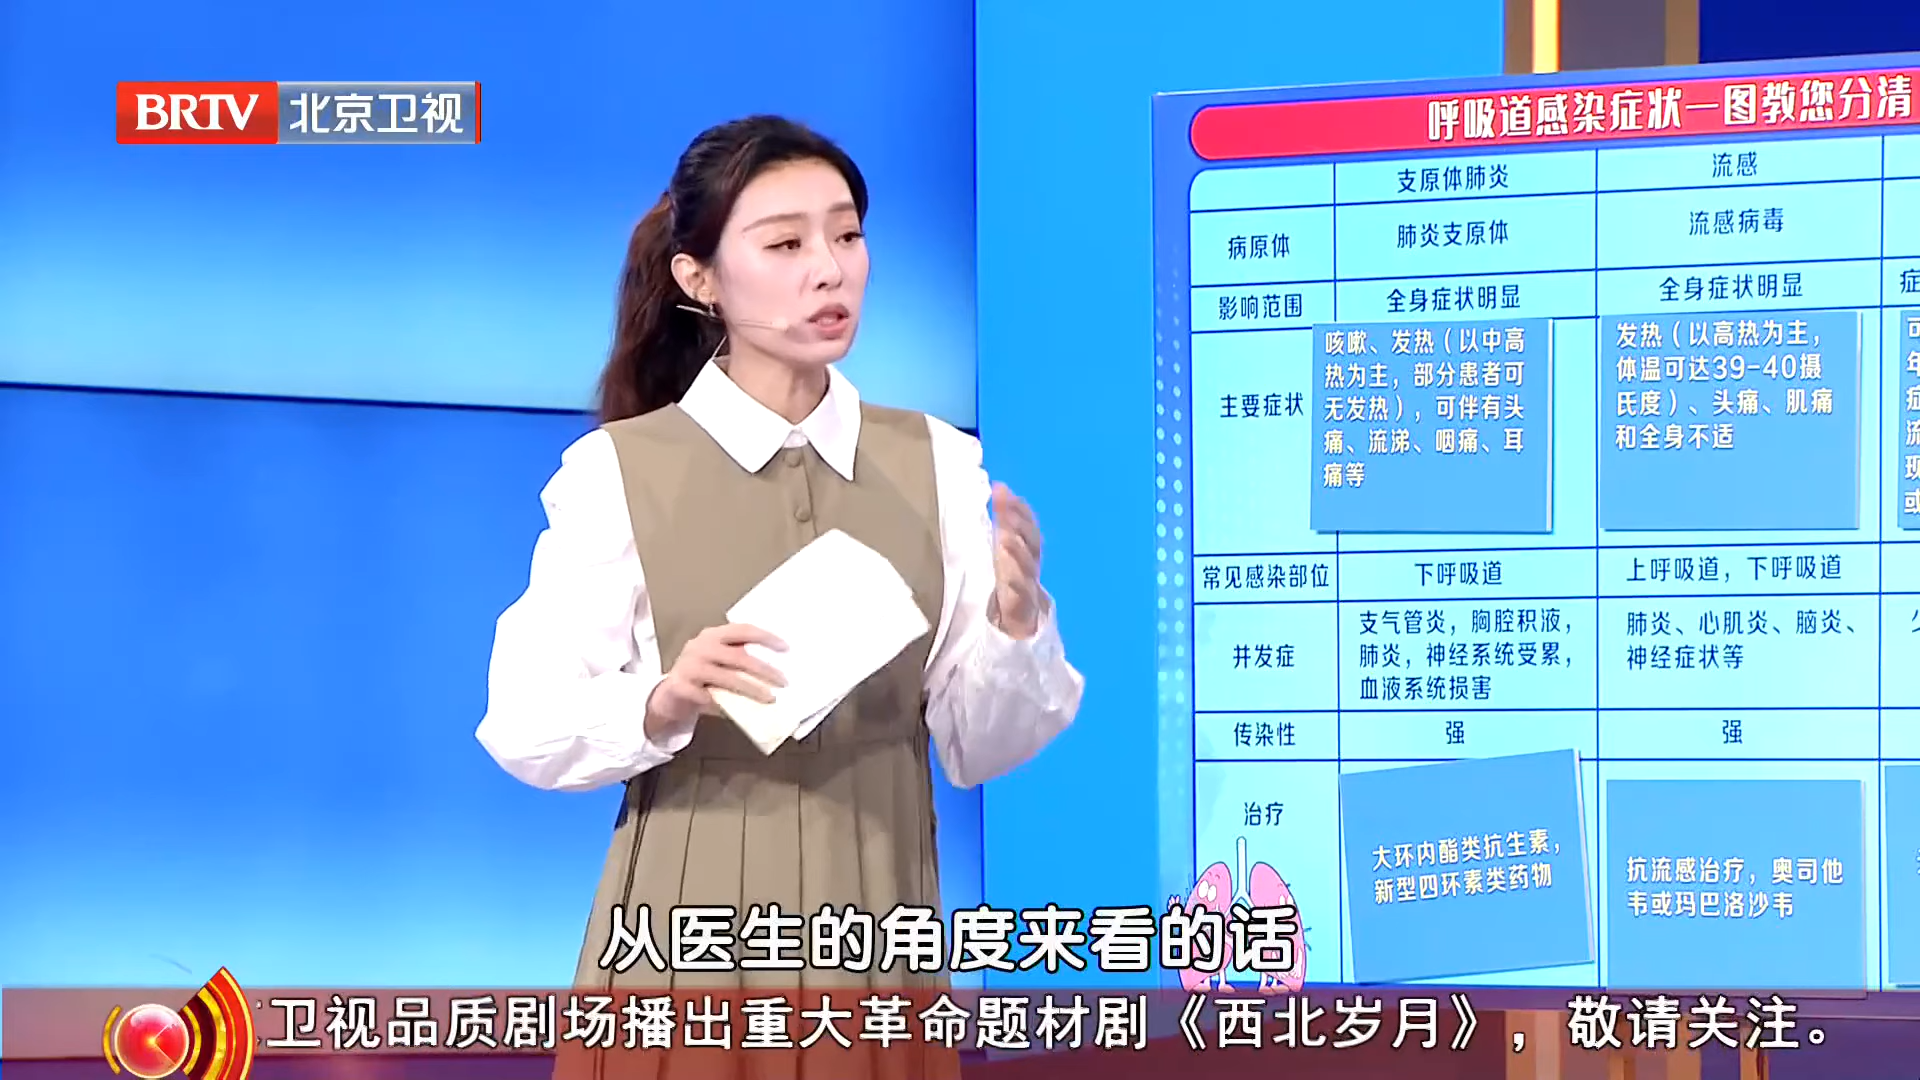 BRTV 北京卫视
呼吸道感染症状一图教您分清
支原体肺炎
流感
病原体
肺炎支原体
流感病毒
影响范围
全身症状明显
全身症状明显
症
主要症状
咳嗽、发热（以中高
热为主，部分患者可
无发热），可伴有头
痛、流涕、咽痛、耳
痛等
发热（以高热为主，
体温可达39-40摄
氏度）、头痛、肌痛
和全身不适
常见感染部位
下呼吸道
上呼吸道，下呼吸道
并发症
支气管炎，胸腔积液，
肺炎，神经系统受累，
血液系统损害
肺炎、心肌炎、脑炎、
神经症状等
传染性
强
强
治疗
大环内酯类抗生素，
新型四环素类药物
抗流感治疗，奥司他
韦或玛巴洛沙韦
从医生的角度来看的话
卫视品质剧场播出重大革命题材剧《西北岁月》，敬请关注。